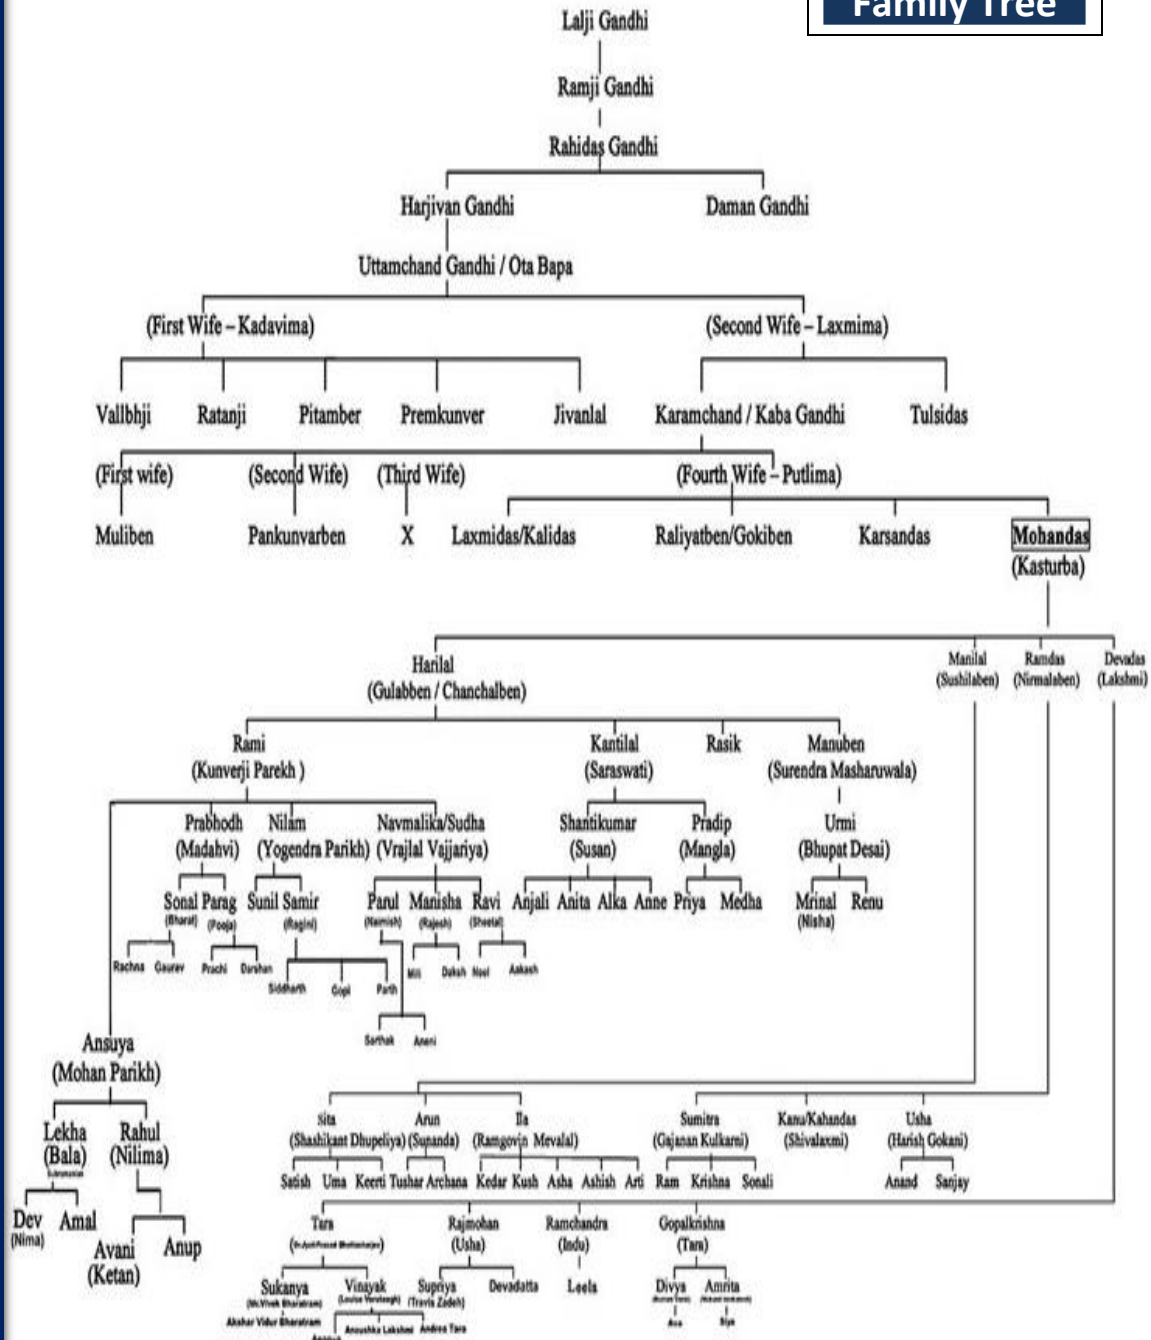 Family Tree
Lalji Gandhi
Ramji Gandhi
Rahidas Gandhi
Harjivan Gandhi Daman Gandhi
Uttamchand Gandhi / Ota Bapa
(First Wife – Kadavima) (Second Wife – Laxmima)
Vallbhji Ratanji Pitamber Premkunver Jivanlal Karamchand / Kaba Gandhi Tulsidas
(First wife) (Second Wife) (Third Wife) (Fourth Wife – Putlima)
Muliben Pankunvarben X Laxmidas/Kalidas Raliyatben/Gokiben Karsandas Mohandas
(Kasturba)
Harilal Manilal Ramdas Devadas
(Gulabben / Chanchalben) (Sushilaben) (Nirmalaben) (Lakshmi)
Rami Kantilal Rasik Manuben
(Kunverji Parekh ) (Saraswati) (Surendra Masharuwala)
Prabhodh Nilam Navmalika/Sudha Shantikumar Pradip Urmi
(Madahvi) (Yogendra Parikh) (Vrajlal Vajjariya) (Susan) (Mangla) (Bhupat Desai)
Sonal Parag Sunil Samir Parul Manisha Ravi Anjali Anita Alka Anne Priya Medha Mrinal Renu
(Bharat) (Pooja) (Ragini) (Naimish) (Rajesh) (Sheetal) (Nisha)
Rachna Gaurav Prachi Darshan Mili Daksh Neel Aakash
Siddharth Gopi Parth
Sarthak Aneri
Ansuya
(Mohan Parikh)
Lekha Rahul
(Bala) (Nilima)
Dev Amal
(Nima)
Avani Anup
(Ketan)
Sita Arun Ila Sumitra Kanu/Kahandas Usha
(Shashikant Dhupeliya) (Sunanda) (Ramgovin Mevalal) (Gajanan Kulkarni) (Shivalaxmi) (Harish Gokani)
Satish Uma Keerti Tushar Archana Kedar Kush Asha Ashish Arti Ram Krishna Sonali Anand Sanjay
Tara Rajmohan Ramchandra Gopalkrishna
(Usha) (Indu) (Tara)
Sukanya Vinayak Supriya Devadatta Leela Divya Amrita
(Mr.Vivek Bharatram) (Travis Zadeh)
Akshar Vidur Bharatram Anoushka Lakshmi Andrea Tara